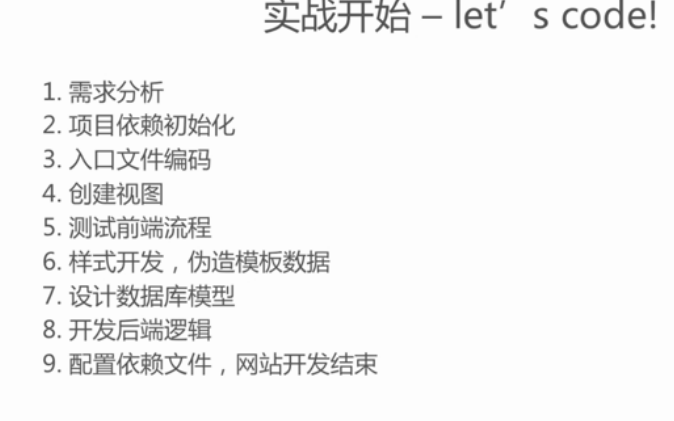 实战开始 – let’s code!
1. 需求分析
2. 项目依赖初始化
3. 入口文件编码
4. 创建视图
5. 测试前端流程
6. 样式开发，伪造模板数据
7. 设计数据库模型
8. 开发后端逻辑
9. 配置依赖文件，网站开发结束